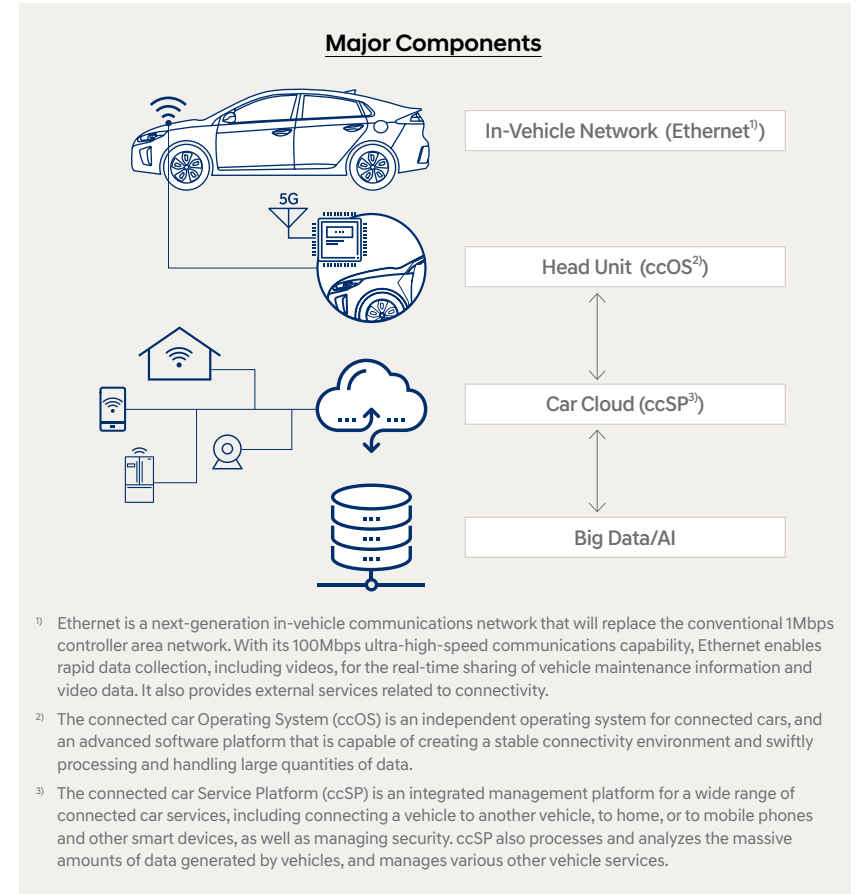 Major Components
In-Vehicle Network (Ethernet1))
5G
Head Unit (ccOS2))
Car Cloud (ccSP3))
Big Data/AI
1) Ethernet is a next-generation in-vehicle communications network that will replace the conventional 1Mbps
controller area network. With its 100Mbps ultra-high-speed communications capability, Ethernet enables
rapid data collection, including videos, for the real-time sharing of vehicle maintenance information and
video data. It also provides external services related to connectivity.
2) The connected car Operating System (ccOS) is an independent operating system for connected cars, and
an advanced software platform that is capable of creating a stable connectivity environment and swiftly
processing and handling large quantities of data.
3) The connected car Service Platform (ccSP) is an integrated management platform for a wide range of
connected car services, including connecting a vehicle to another vehicle, to home, or to mobile phones
and other smart devices, as well as managing security. ccSP also processes and analyzes the massive
amounts of data generated by vehicles, and manages various other vehicle services.